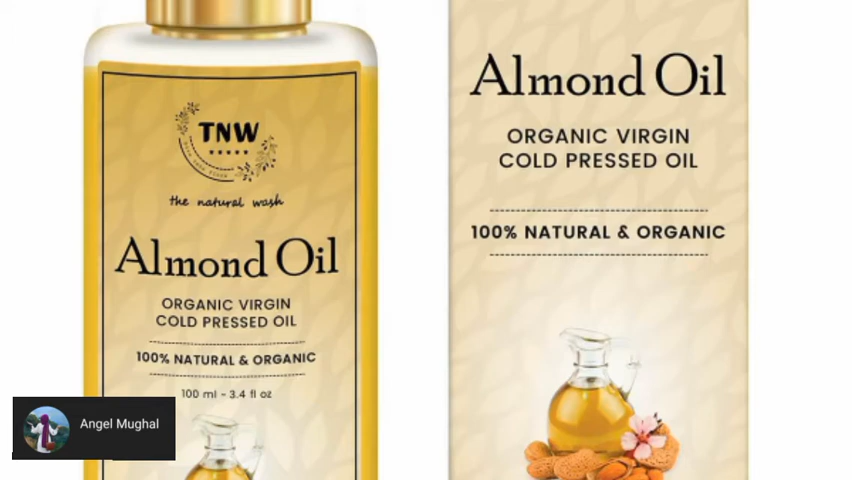 TNW
the natural wash
Almond Oil
ORGANIC VIRGIN
COLD PRESSED OIL
100% NATURAL & ORGANIC
100 ml - 3.4 fl oz
Almond Oil
ORGANIC VIRGIN
COLD PRESSED OIL
100% NATURAL & ORGANIC
Angel Mughal